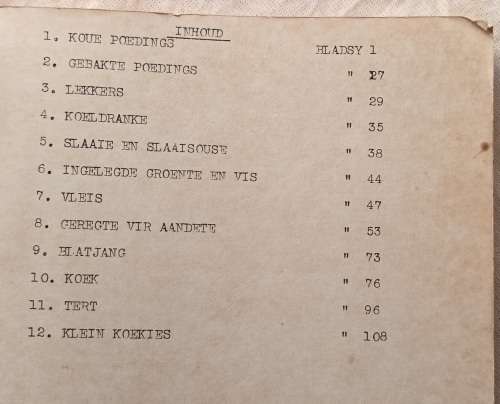 INHOUD
1. KOUE POEDINGS BLADSY 1
2. GEBAKTE POEDINGS " 27
3. LEKKERS " 29
4. KOELDRANKE " 35
5. SLAAIE EN SLAAISOUSE " 38
6. INGELEGDE GROENTE EN VIS " 44
7. VLEIS " 47
8. GEREGTE VIR AANDETE " 53
9. BLATJANG " 73
10. KOEK " 76
11. TERT " 96
12. KLEIN KOEKIES " 108